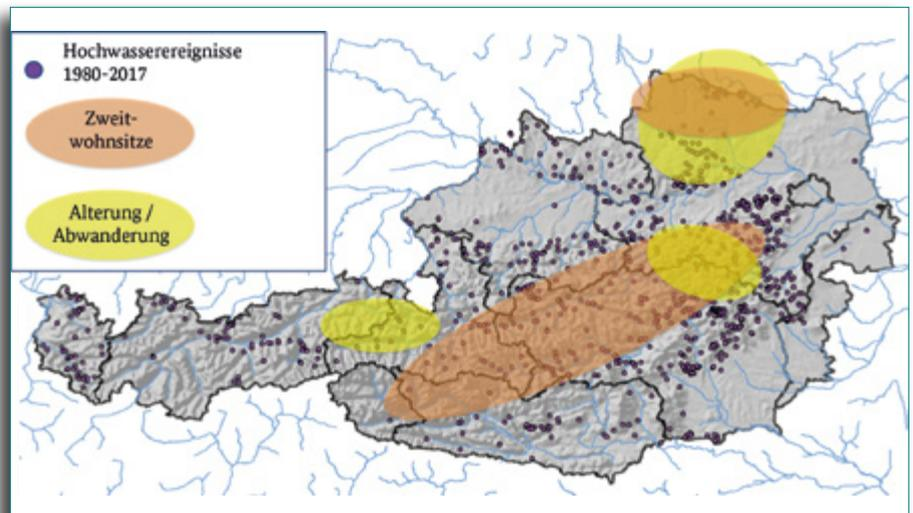 Hochwasserereignisse
1980-2017
Zweit-
wohnsitze
Alterung /
Abwanderung